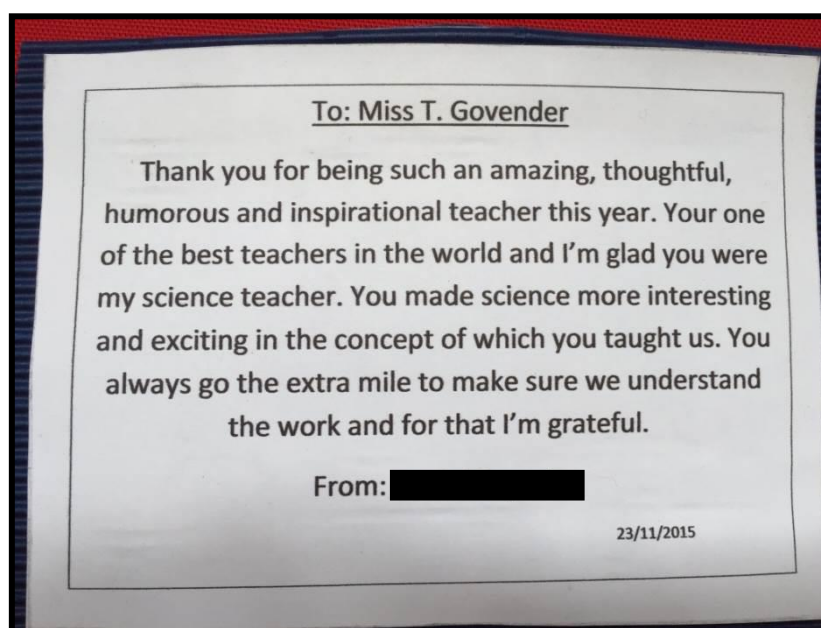 To: Miss T. Govender
Thank you for being such an amazing, thoughtful,
humorous and inspirational teacher this year. Your one
of the best teachers in the world and I'm glad you were
my science teacher. You made science more interesting
and exciting in the concept of which you taught us. You
always go the extra mile to make sure we understand
the work and for that I'm grateful.
From:
23/11/2015